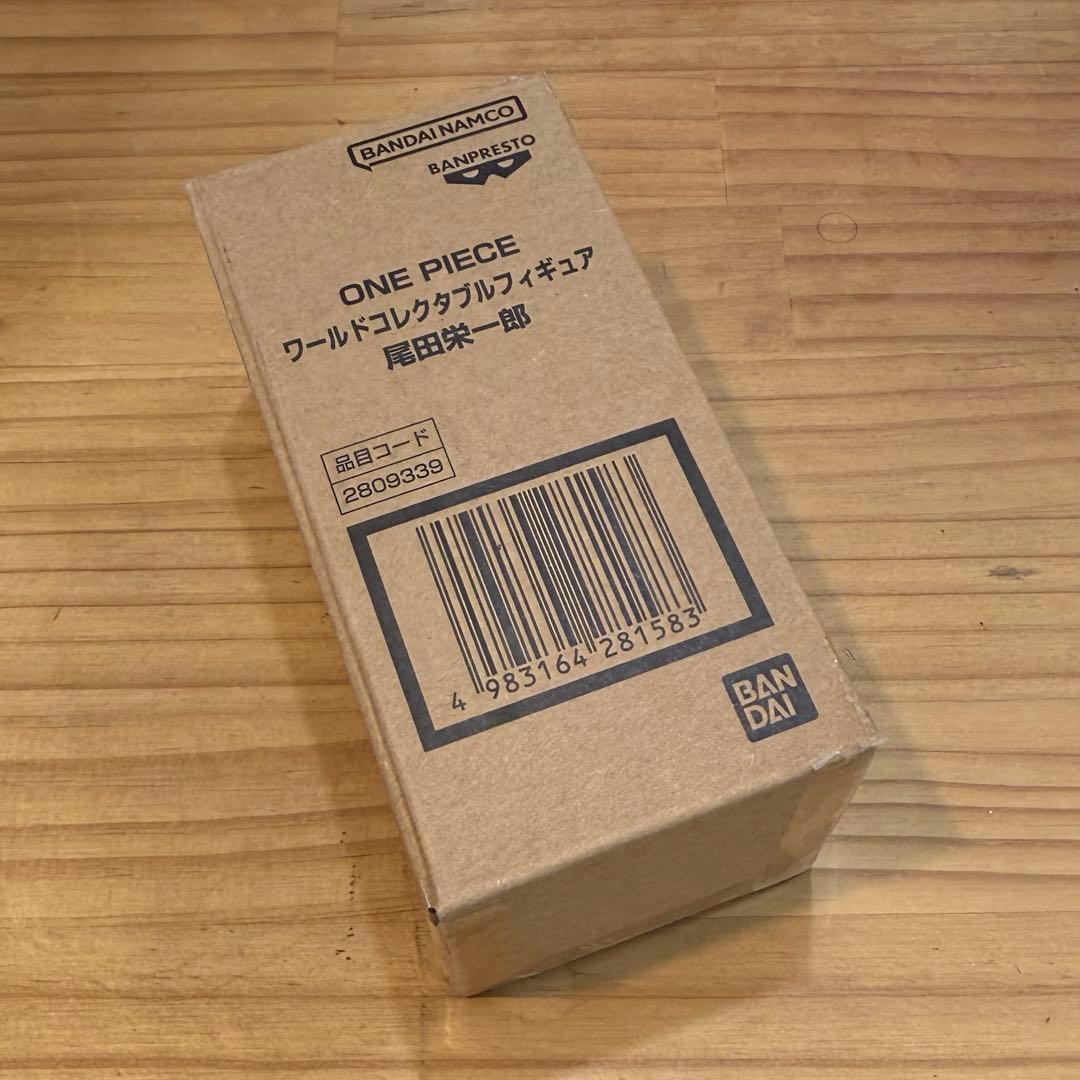 BANDAI NAMCO
BANPRESTO
ONE PIECE
ワールドコレクタブルフィギュア
尾田栄一郎
品目コード
2809339
4 983164 281583
BAN
DAI